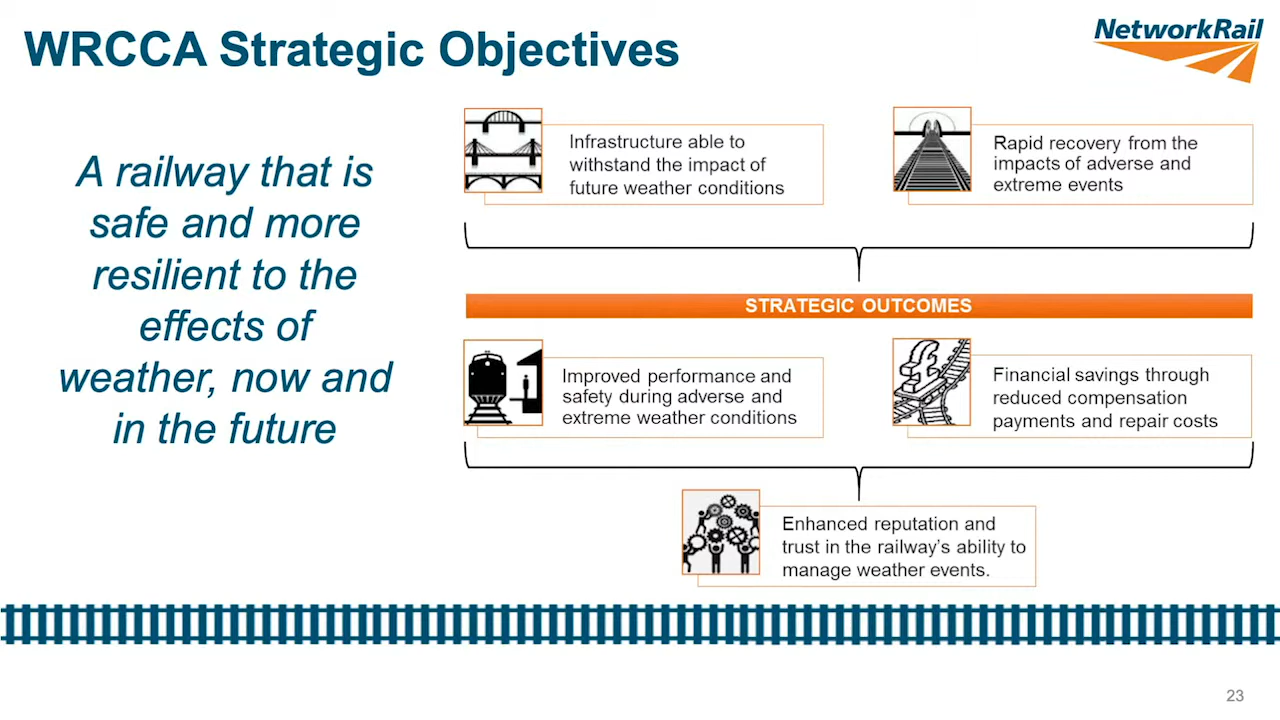 WRCCA Strategic Objectives
NetworkRail
A railway that is
safe and more
resilient to the
effects of
weather, now and
in the future
Infrastructure able to
withstand the impact of
future weather conditions
Rapid recovery from the
impacts of adverse and
extreme events
STRATEGIC OUTCOMES
Improved performance and
safety during adverse and
extreme weather conditions
£
Financial savings through
reduced compensation
payments and repair costs
Enhanced reputation and
trust in the railway’s ability to
manage weather events.
23